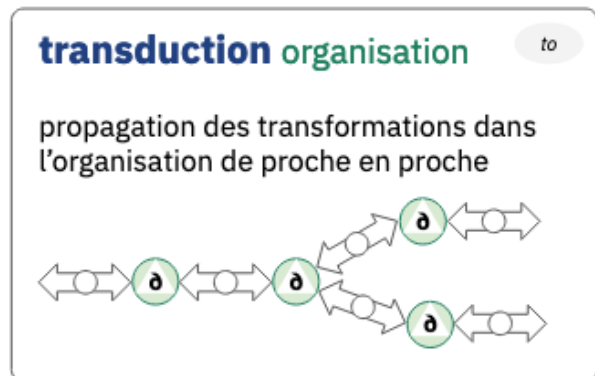 transduction organisation
to
propagation des transformations dans
l'organisation de proche en proche
∂
∂
∂
∂